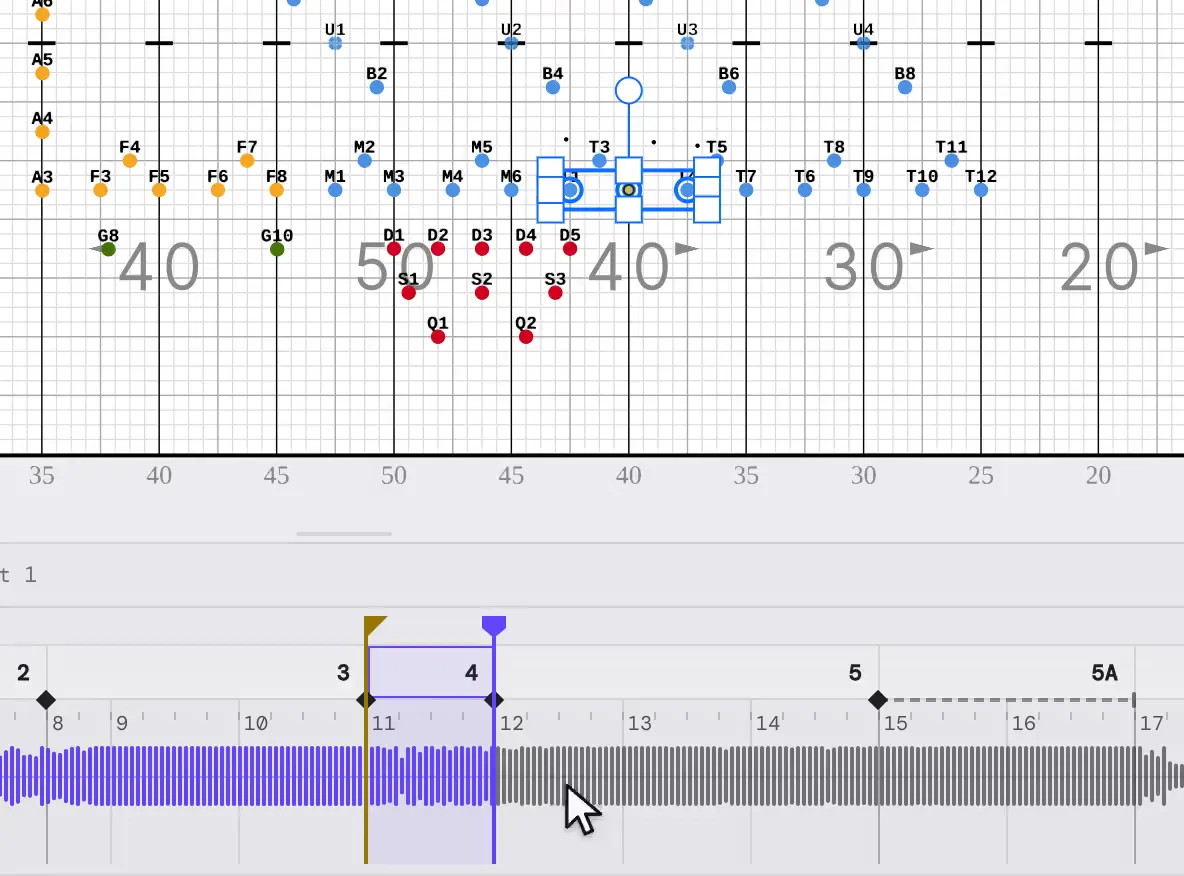 A6
U1 U2 U3 U4
A5
B2 B4 B6 B8
A4
F4 F7 M2 M5 T3 T5 T8 T11
A3 F3 F5 F6 F8 M1 M3 M4 M6 T7 T6 T9 T10 T12
G8 G10 D1 D2 D3 D4 D5
40 50 40 30 20
S1 S2 S3
Q1 Q2
35 40 45 50 45 40 35 30 25 20
t 1
2 3 4 5 5A
8 9 10 11 12 13 14 15 16 17